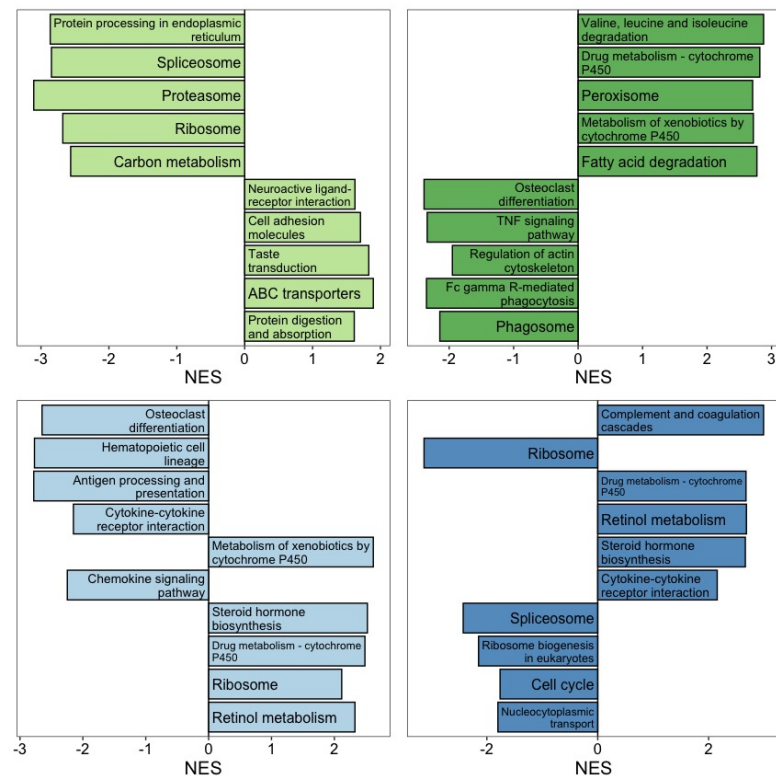 Protein processing in endoplasmic
reticulum
Spliceosome
Proteasome
Ribosome
Carbon metabolism
Neuroactive ligand-
receptor interaction
Cell adhesion
molecules
Taste
transduction
ABC transporters
Protein digestion
and absorption
-3 -2 -1 0 1 2
NES
Valine, leucine and isoleucine
degradation
Drug metabolism - cytochrome
P450
Peroxisome
Metabolism of xenobiotics by
cytochrome P450
Fatty acid degradation
Osteoclast
differentiation
TNF signaling
pathway
Regulation of actin
cytoskeleton
Fc gamma R-mediated
phagocytosis
Phagosome
-2 -1 0 1 2 3
NES
Osteoclast
differentiation
Hematopoietic cell
lineage
Antigen processing and
presentation
Cytokine-cytokine
receptor interaction
Metabolism of xenobiotics by
cytochrome P450
Chemokine signaling
pathway
Steroid hormone
biosynthesis
Drug metabolism - cytochrome
P450
Ribosome
Retinol metabolism
-3 -2 -1 0 1 2
NES
Complement and coagulation
cascades
Ribosome
Drug metabolism - cytochrome
P450
Retinol metabolism
Steroid hormone
biosynthesis
Cytokine-cytokine
receptor interaction
Spliceosome
Ribosome biogenesis
in eukaryotes
Cell cycle
Nucleocytoplasmic
transport
-2 0 2
NES